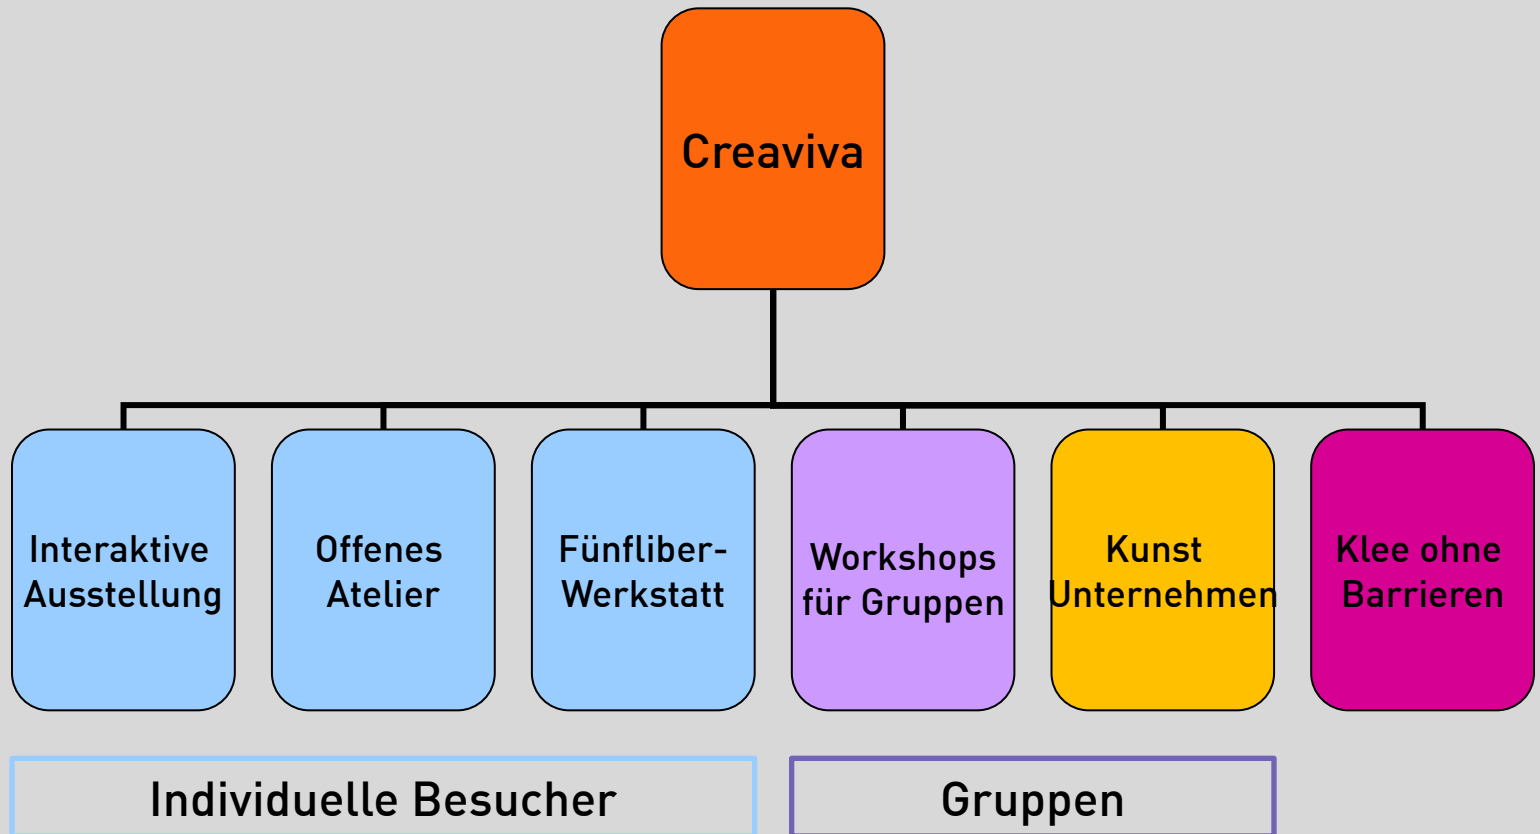 Creaviva
Interaktive
Ausstellung
Offenes
Atelier
Fünfliber-
Werkstatt
Workshops
für Gruppen
Kunst
Unternehmen
Klee ohne
Barrieren
Individuelle Besucher
Gruppen